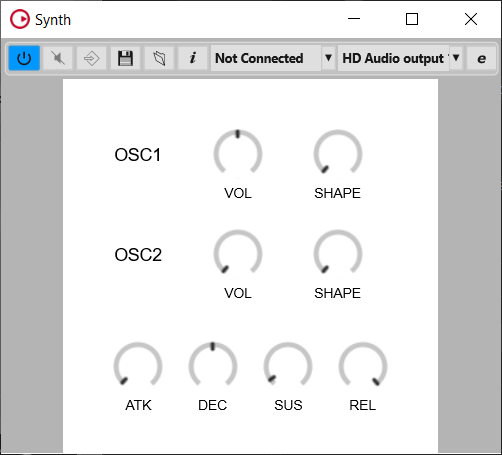 Synth
i Not Connected HD Audio output e
OSC1
VOL SHAPE
OSC2
VOL SHAPE
ATK DEC SUS REL